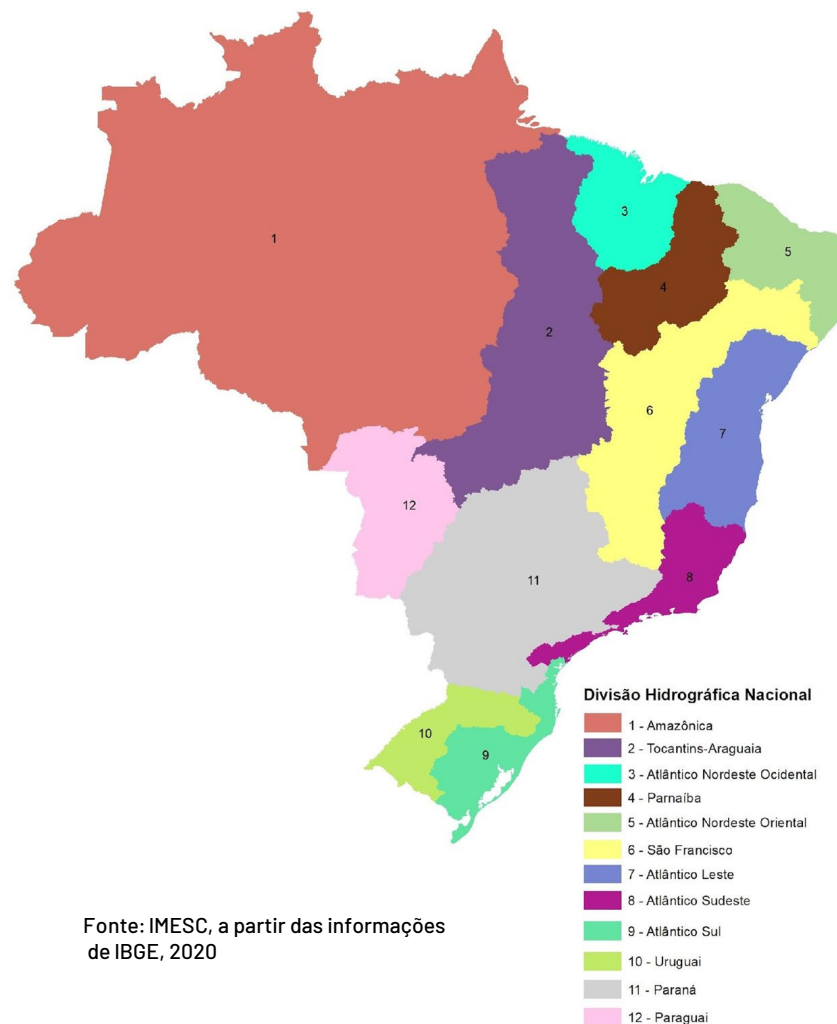 1
3
5
4
2
6
7
12
11
8
10
9
Divisão Hidrográfica Nacional
1 - Amazônica
2 - Tocantins-Araguaia
3 - Atlântico Nordeste Ocidental
4 - Parnaíba
5 - Atlântico Nordeste Oriental
6 - São Francisco
7 - Atlântico Leste
8 - Atlântico Sudeste
9 - Atlântico Sul
10 - Uruguai
11 - Paraná
12 - Paraguai
Fonte: IMESC, a partir das informações
de IBGE, 2020